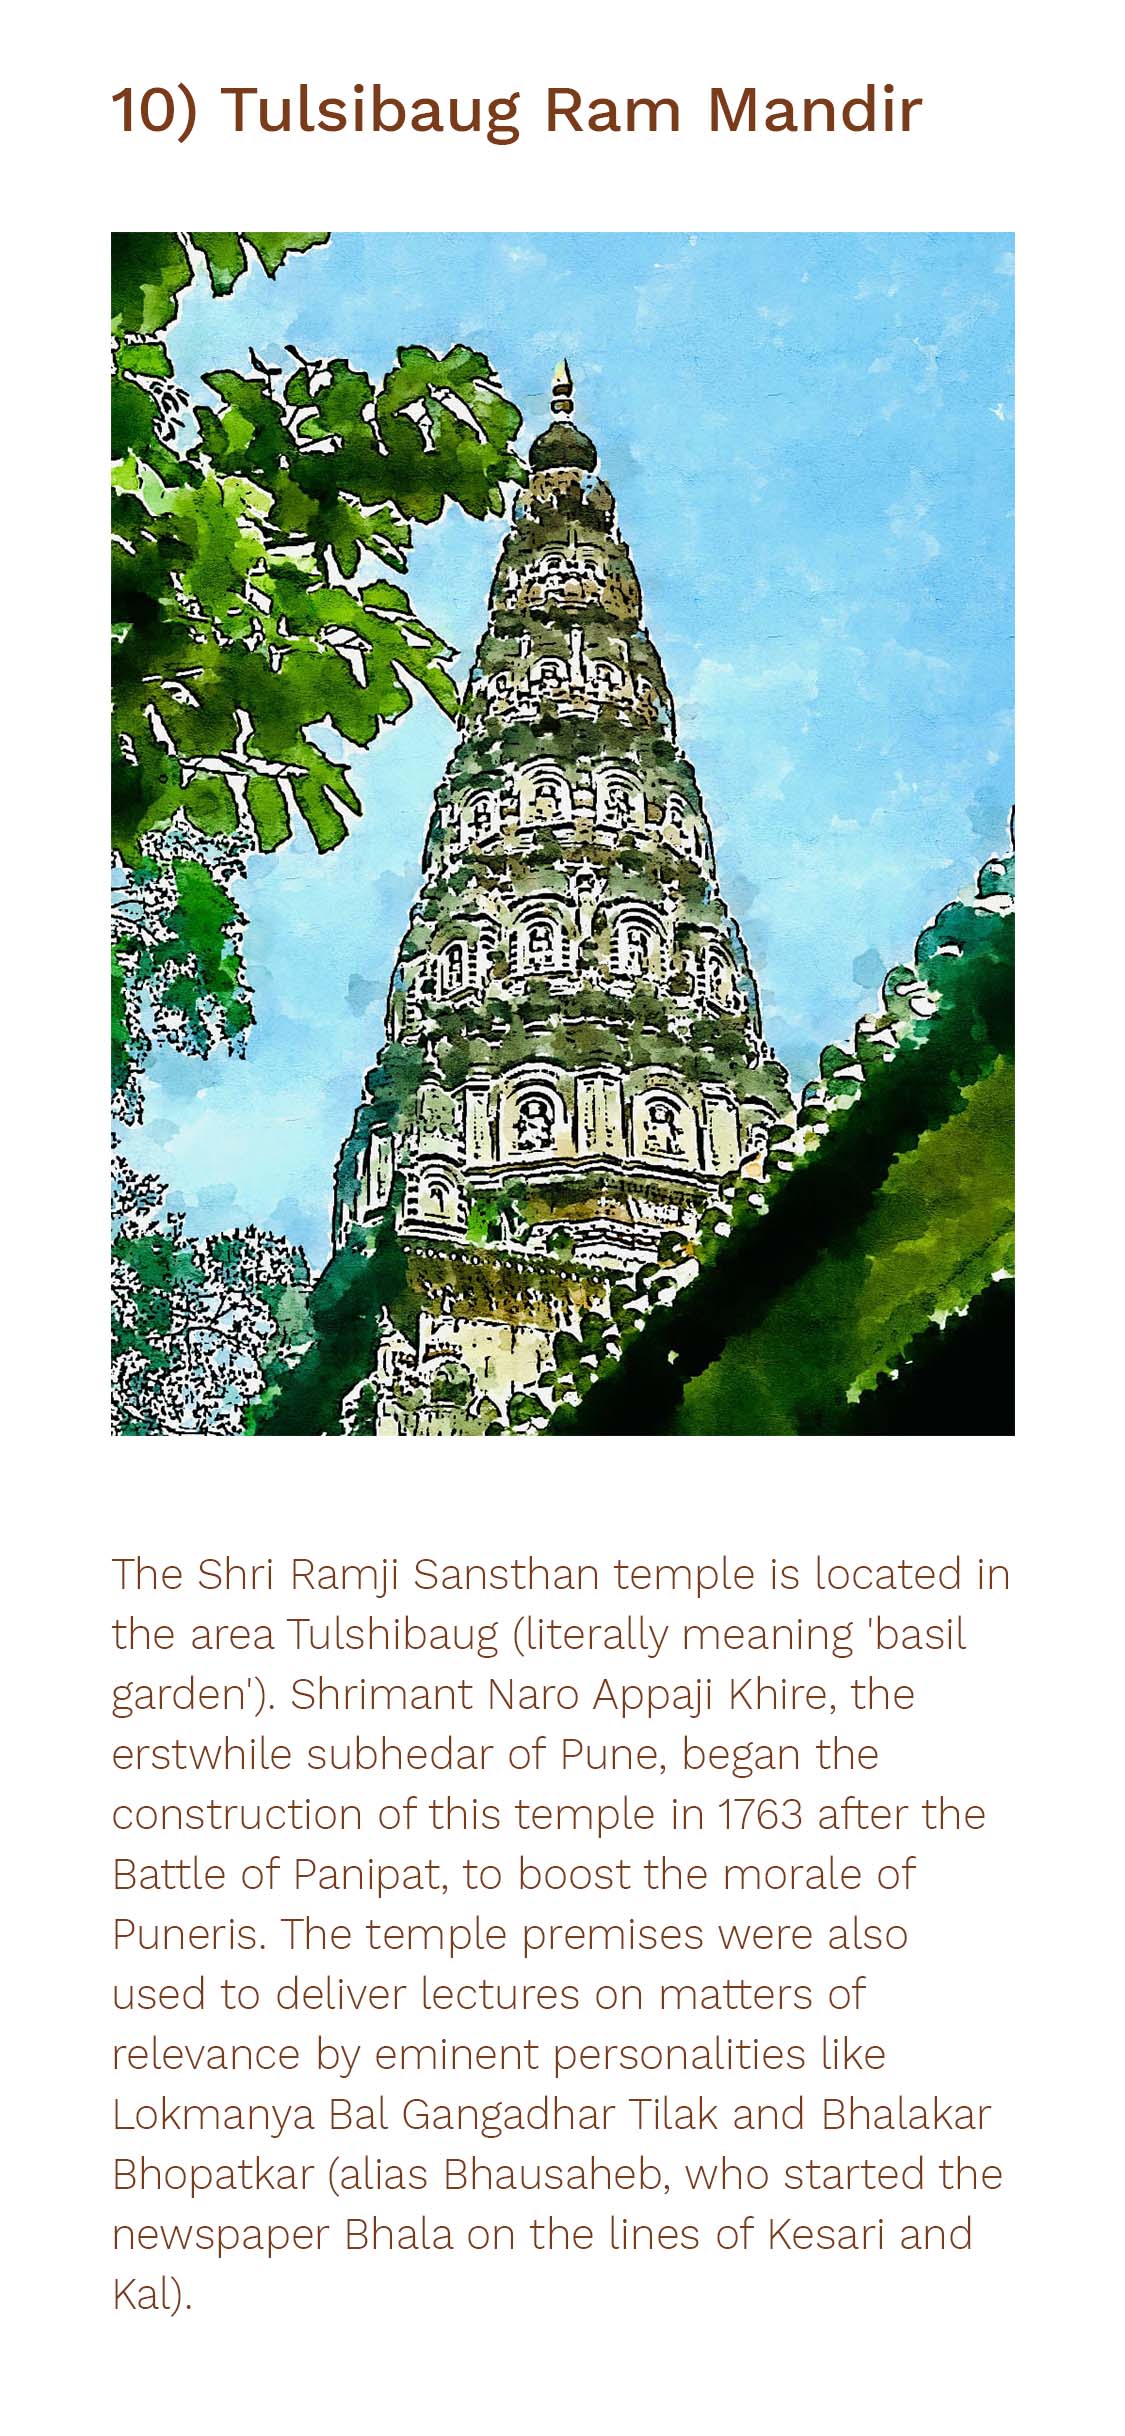 10) Tulsibaug Ram Mandir
The Shri Ramji Sansthan temple is located in
the area Tulshibaug (literally meaning 'basil
garden'). Shrimant Naro Appaji Khire, the
erstwhile subhedar of Pune, began the
construction of this temple in 1763 after the
Battle of Panipat, to boost the morale of
Puneris. The temple premises were also
used to deliver lectures on matters of
relevance by eminent personalities like
Lokmanya Bal Gangadhar Tilak and Bhalakar
Bhopatkar (alias Bhausaheb, who started the
newspaper Bhala on the lines of Kesari and
Kal).